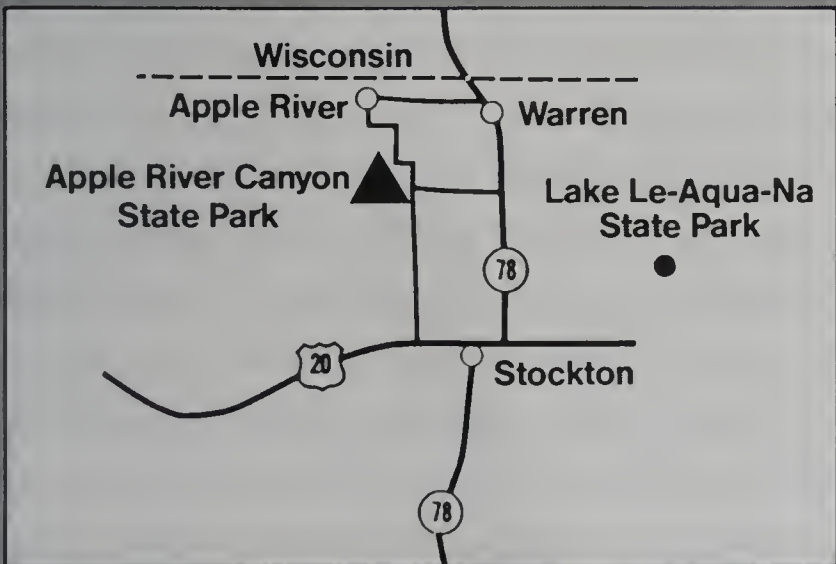 Wisconsin
Apple River
Warren
Apple River Canyon
State Park
Lake Le-Aqua-Na
State Park
78
20
Stockton
78